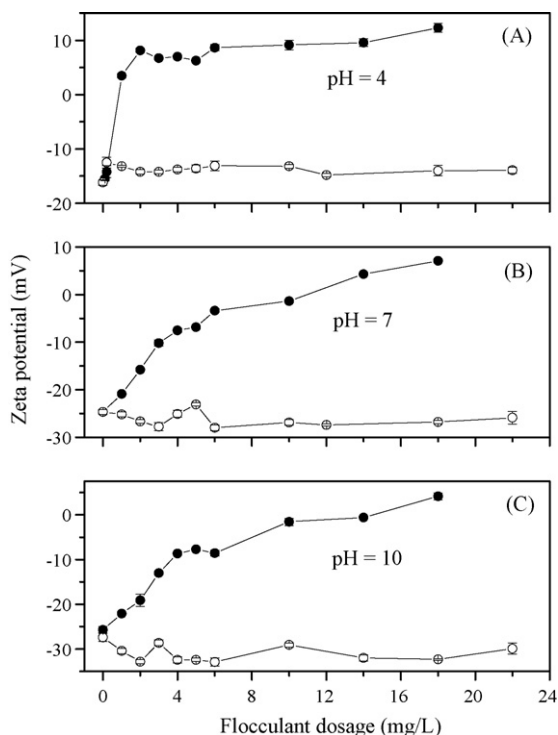 10
(A)
0
pH = 4
-10
-20
10
(B)
0
pH = 7
-10
-20
-30
Zeta potential (mV)
0
(C)
-10
pH = 10
-20
-30
0 4 8 12 16 20 24
Flocculant dosage (mg/L)